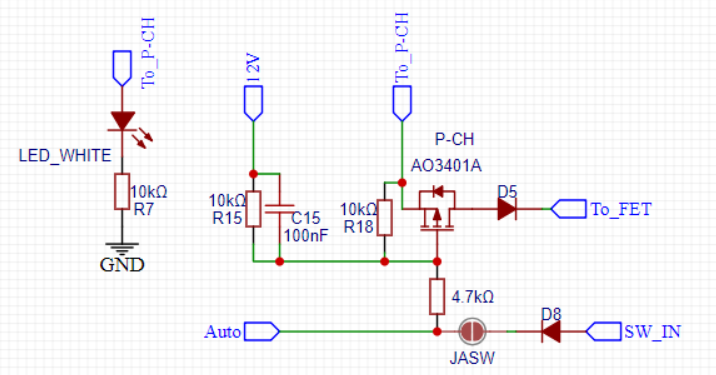 To_P-CH
LED_WHITE
10kΩ
R7
GND
12V
10kΩ
R15
C15
100nF
To_P-CH
10kΩ
R18
P-CH
AO3401A
D5
To_FET
4.7kΩ
Auto
JASW
D8
SW_IN